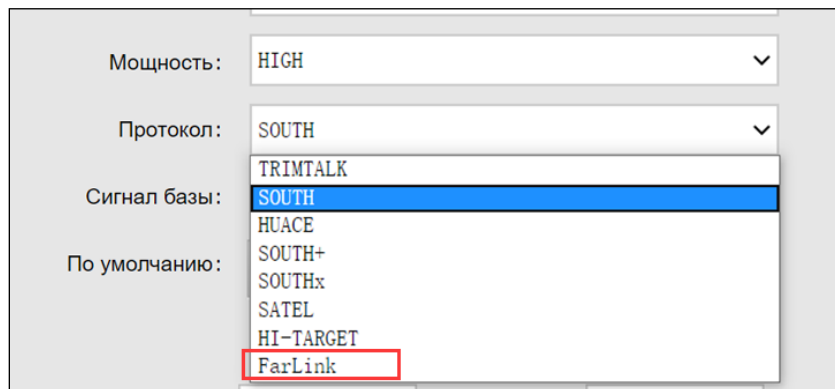 Мощность: HIGH
Протокол: SOUTH
TRIMTALK
Сигнал базы: SOUTH
HUACE
По умолчанию: SOUTH+
SOUTHx
SATEL
HI-TARGET
FarLink